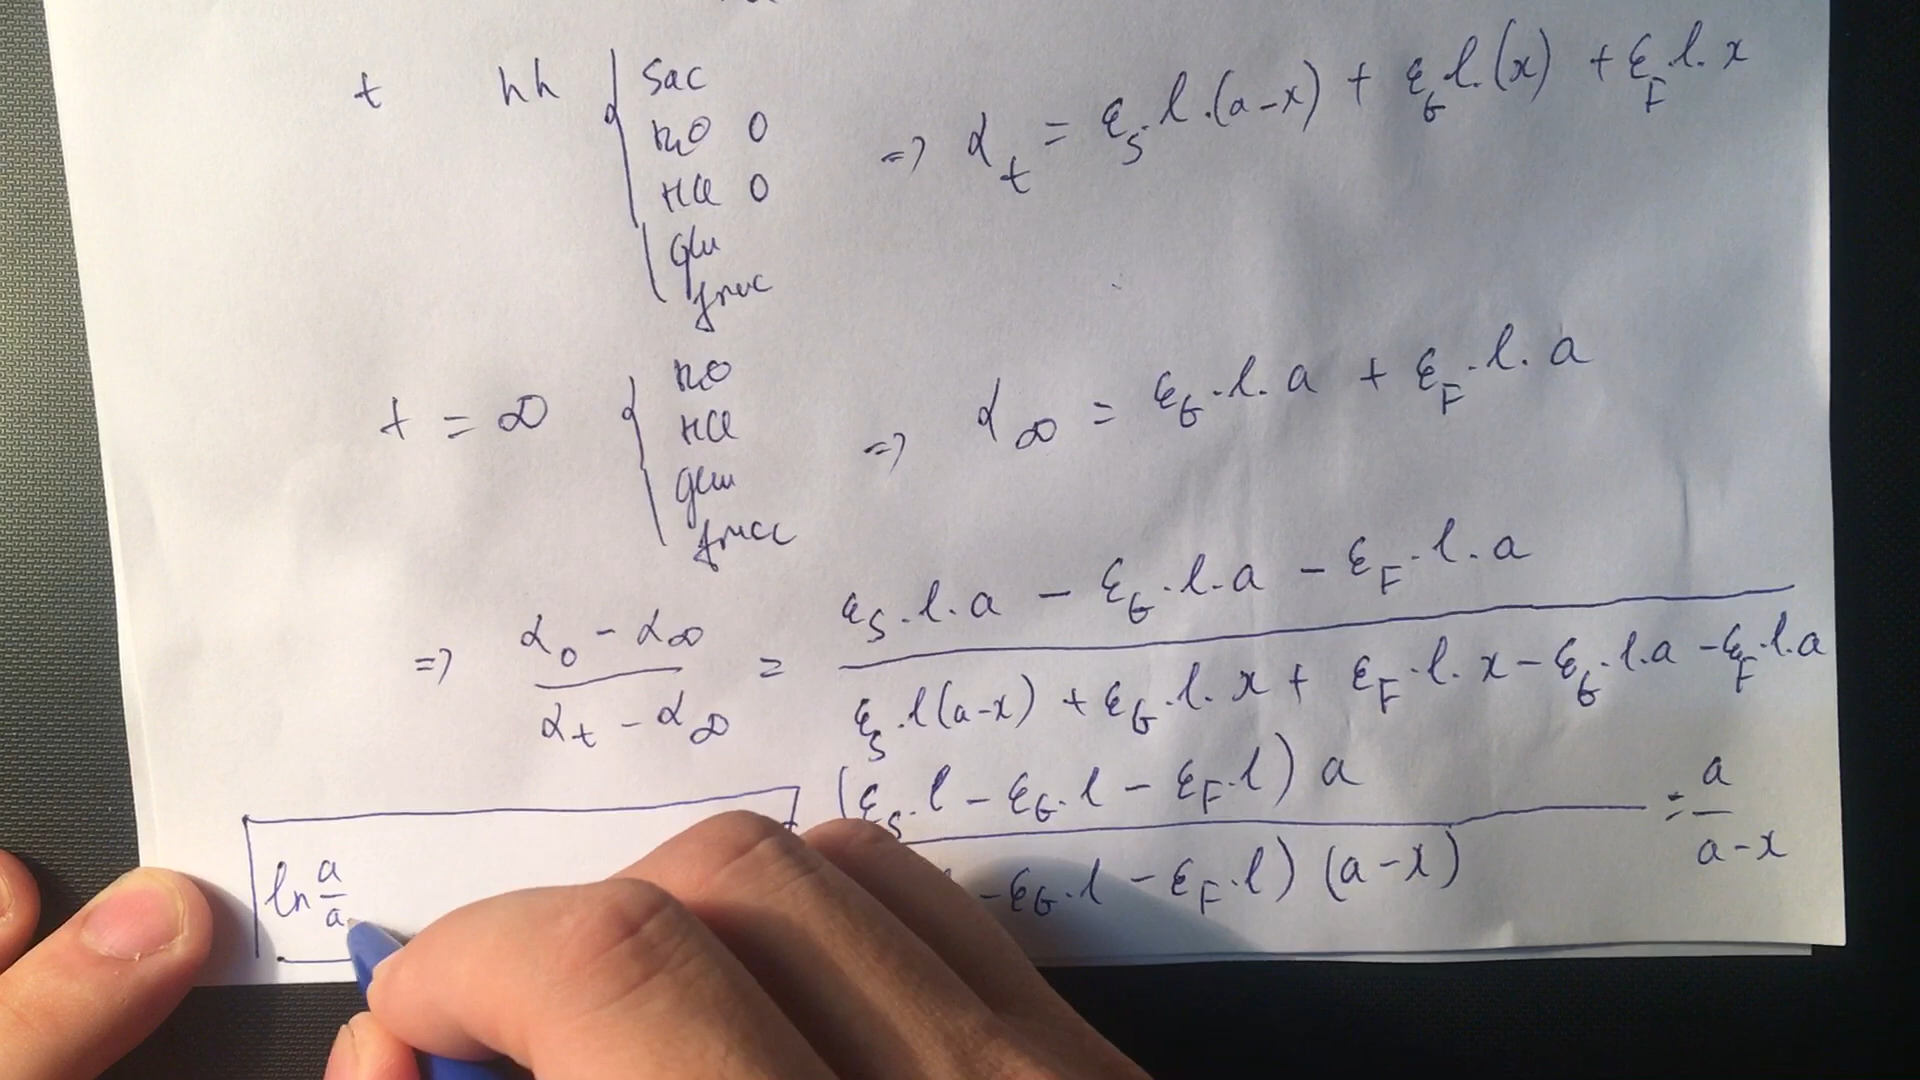 t hh { Sac
H2O 0
HCl 0
glu
fruc
=> α_t = ε_S · l · (a-x) + ε_G l · (x) + ε_F l · x
t = ∞ { H2O
HCl
glu
fruc
=> α_∞ = ε_G · l · a + ε_F · l · a
=> (α_0 - α_∞) / (α_t - α_∞) = (ε_S · l · a - ε_G · l · a - ε_F · l · a) / (ε_S · l (a-x) + ε_G · l · x + ε_F · l · x - ε_G · l · a - ε_F · l · a)
(ε_S · l - ε_G · l - ε_F · l) a
- ε_G · l - ε_F · l) (a-x)
= a / (a-x)
ln a/a